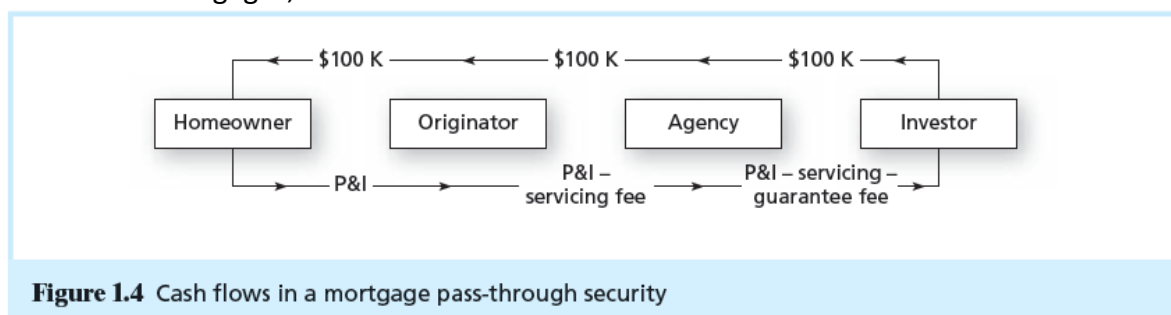 $100 K $100 K $100 K
Homeowner Originator Agency Investor
P&I
P&I –
servicing fee
P&I – servicing –
guarantee fee
Figure 1.4 Cash flows in a mortgage pass-through security